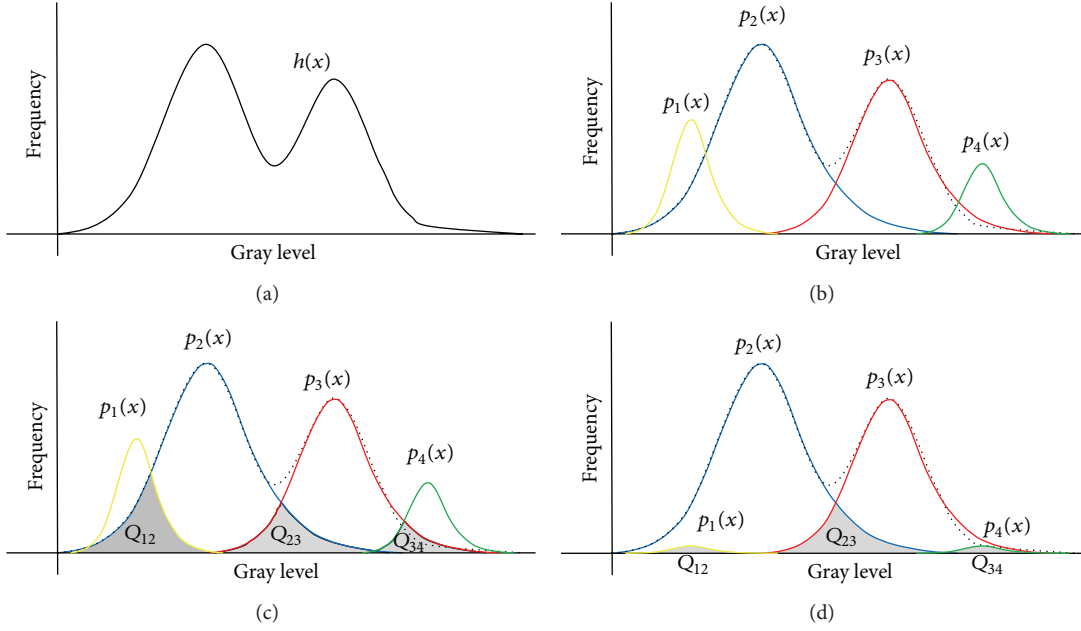 h(x)
Frequency
Gray level
(a)
p₂(x)
p₃(x)
p₁(x)
p₄(x)
Frequency
Gray level
(b)
p₂(x)
p₃(x)
p₁(x)
p₄(x)
Frequency
Q₁₂
Q₂₃
Q₃₄
Gray level
(c)
p₂(x)
p₃(x)
Frequency
p₁(x)
Q₂₃
p₄(x)
Q₁₂
Gray level
Q₃₄
(d)